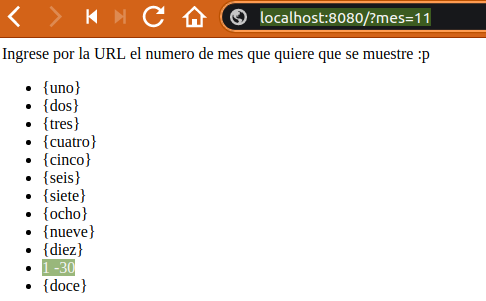 localhost:8080/?mes=11
Ingrese por la URL el numero de mes que quiere que se muestre :p
{uno}
{dos}
{tres}
{cuatro}
{cinco}
{seis}
{siete}
{ocho}
{nueve}
{diez}
1 -30
{doce}